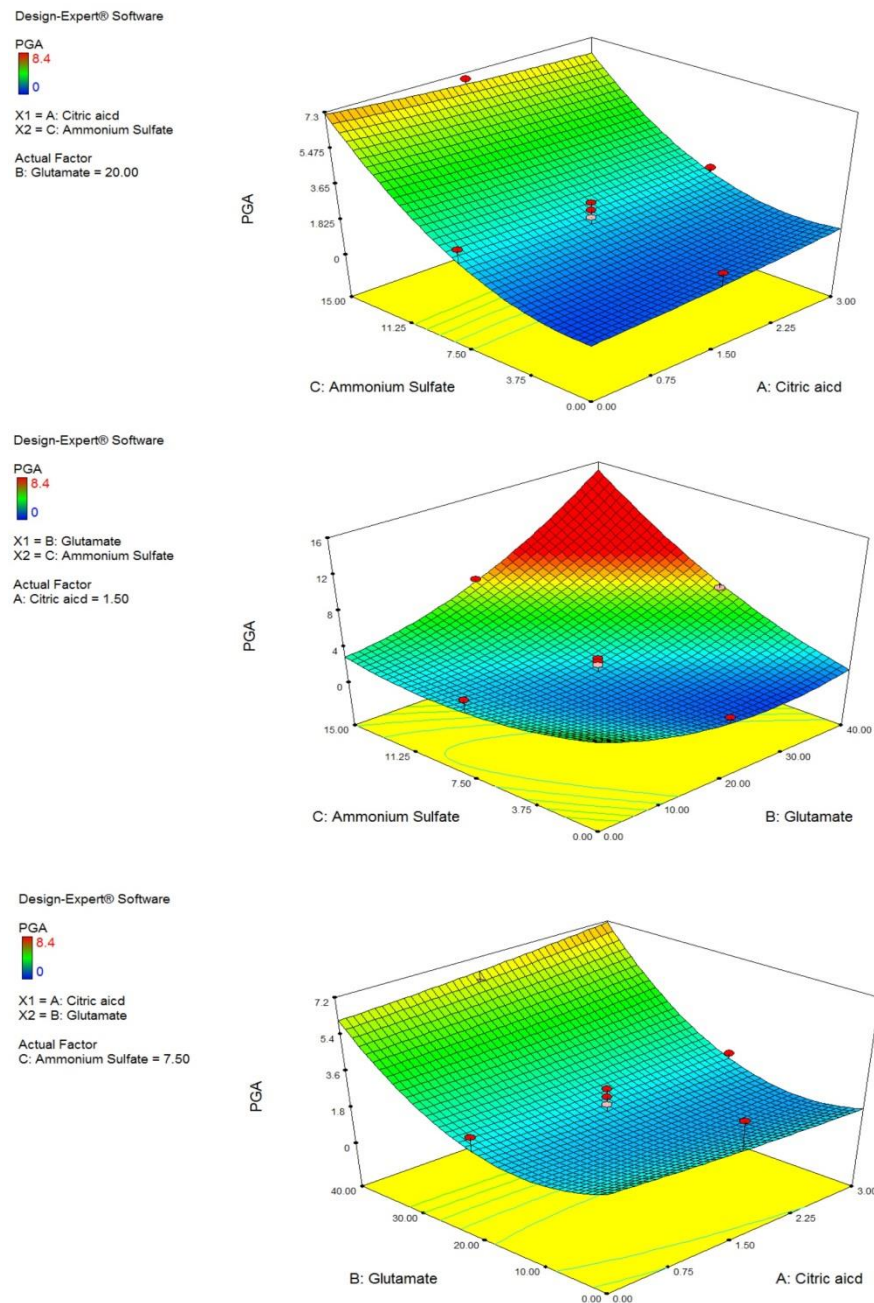 Design-Expert® Software
PGA
8.4
0
X1 = A: Citric aicd
X2 = C: Ammonium Sulfate
Actual Factor
B: Glutamate = 20.00
PGA
7.3
5.475
3.65
1.825
0
15.00
11.25
7.50
3.75
0.00
0.00
0.75
1.50
2.25
3.00
C: Ammonium Sulfate
A: Citric aicd
Design-Expert® Software
PGA
8.4
0
X1 = B: Glutamate
X2 = C: Ammonium Sulfate
Actual Factor
A: Citric aicd = 1.50
PGA
16
12
8
4
0
15.00
11.25
7.50
3.75
0.00
0.00
10.00
20.00
30.00
40.00
C: Ammonium Sulfate
B: Glutamate
Design-Expert® Software
PGA
8.4
0
X1 = A: Citric aicd
X2 = B: Glutamate
Actual Factor
C: Ammonium Sulfate = 7.50
PGA
7.2
5.4
3.6
1.8
0
40.00
30.00
20.00
10.00
0.00
0.00
0.75
1.50
2.25
3.00
B: Glutamate
A: Citric aicd